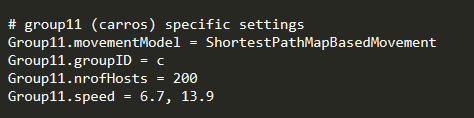 # group11 (carros) specific settings
Group11.movementModel = ShortestPathMapBasedMovement
Group11.groupID = c
Group11.nrofHosts = 200
Group11.speed = 6.7, 13.9